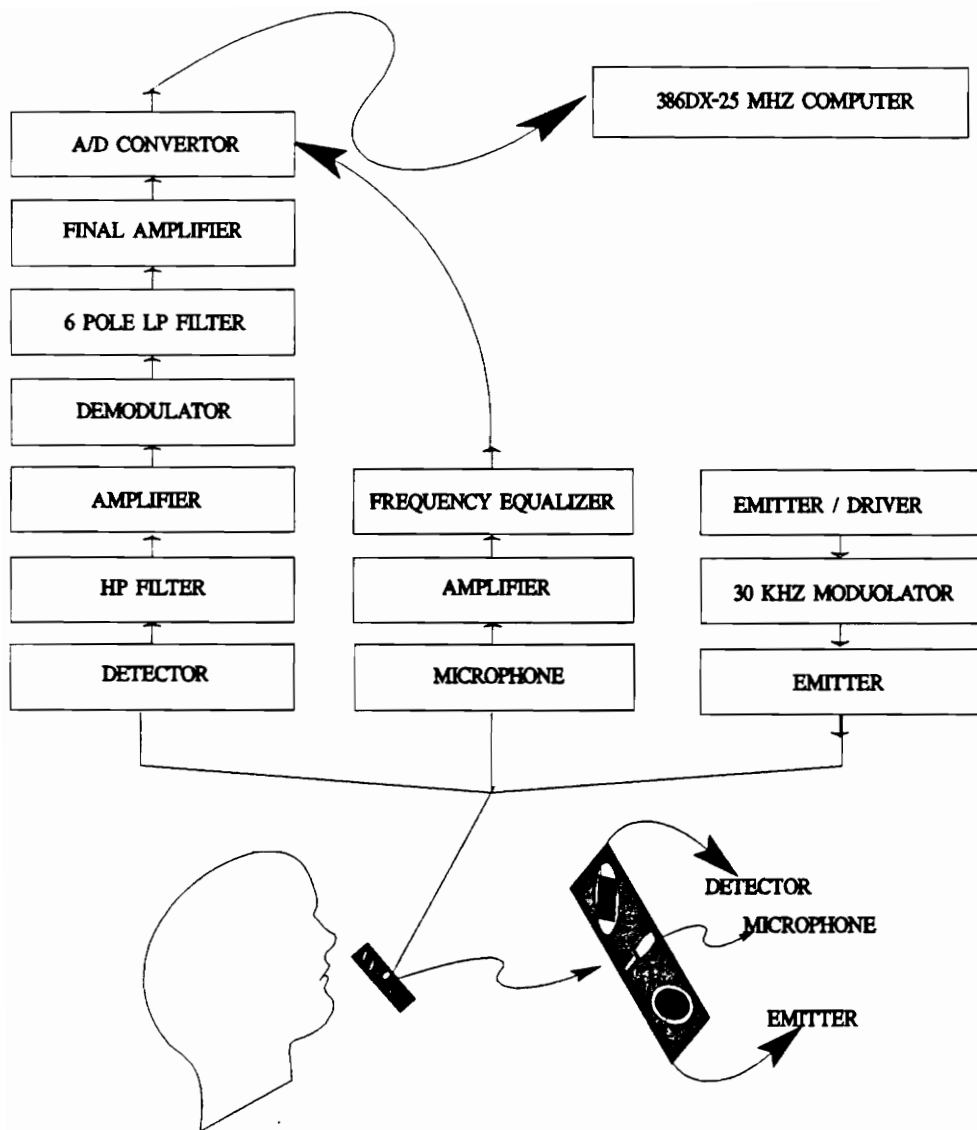 386DX-25 MHZ COMPUTER
A/D CONVERTOR
FINAL AMPLIFIER
6 POLE LP FILTER
DEMODULATOR
AMPLIFIER
HP FILTER
DETECTOR
FREQUENCY EQUALIZER
AMPLIFIER
MICROPHONE
EMITTER / DRIVER
30 KHZ MODUOLATOR
EMITTER
DETECTOR
MICROPHONE
EMITTER